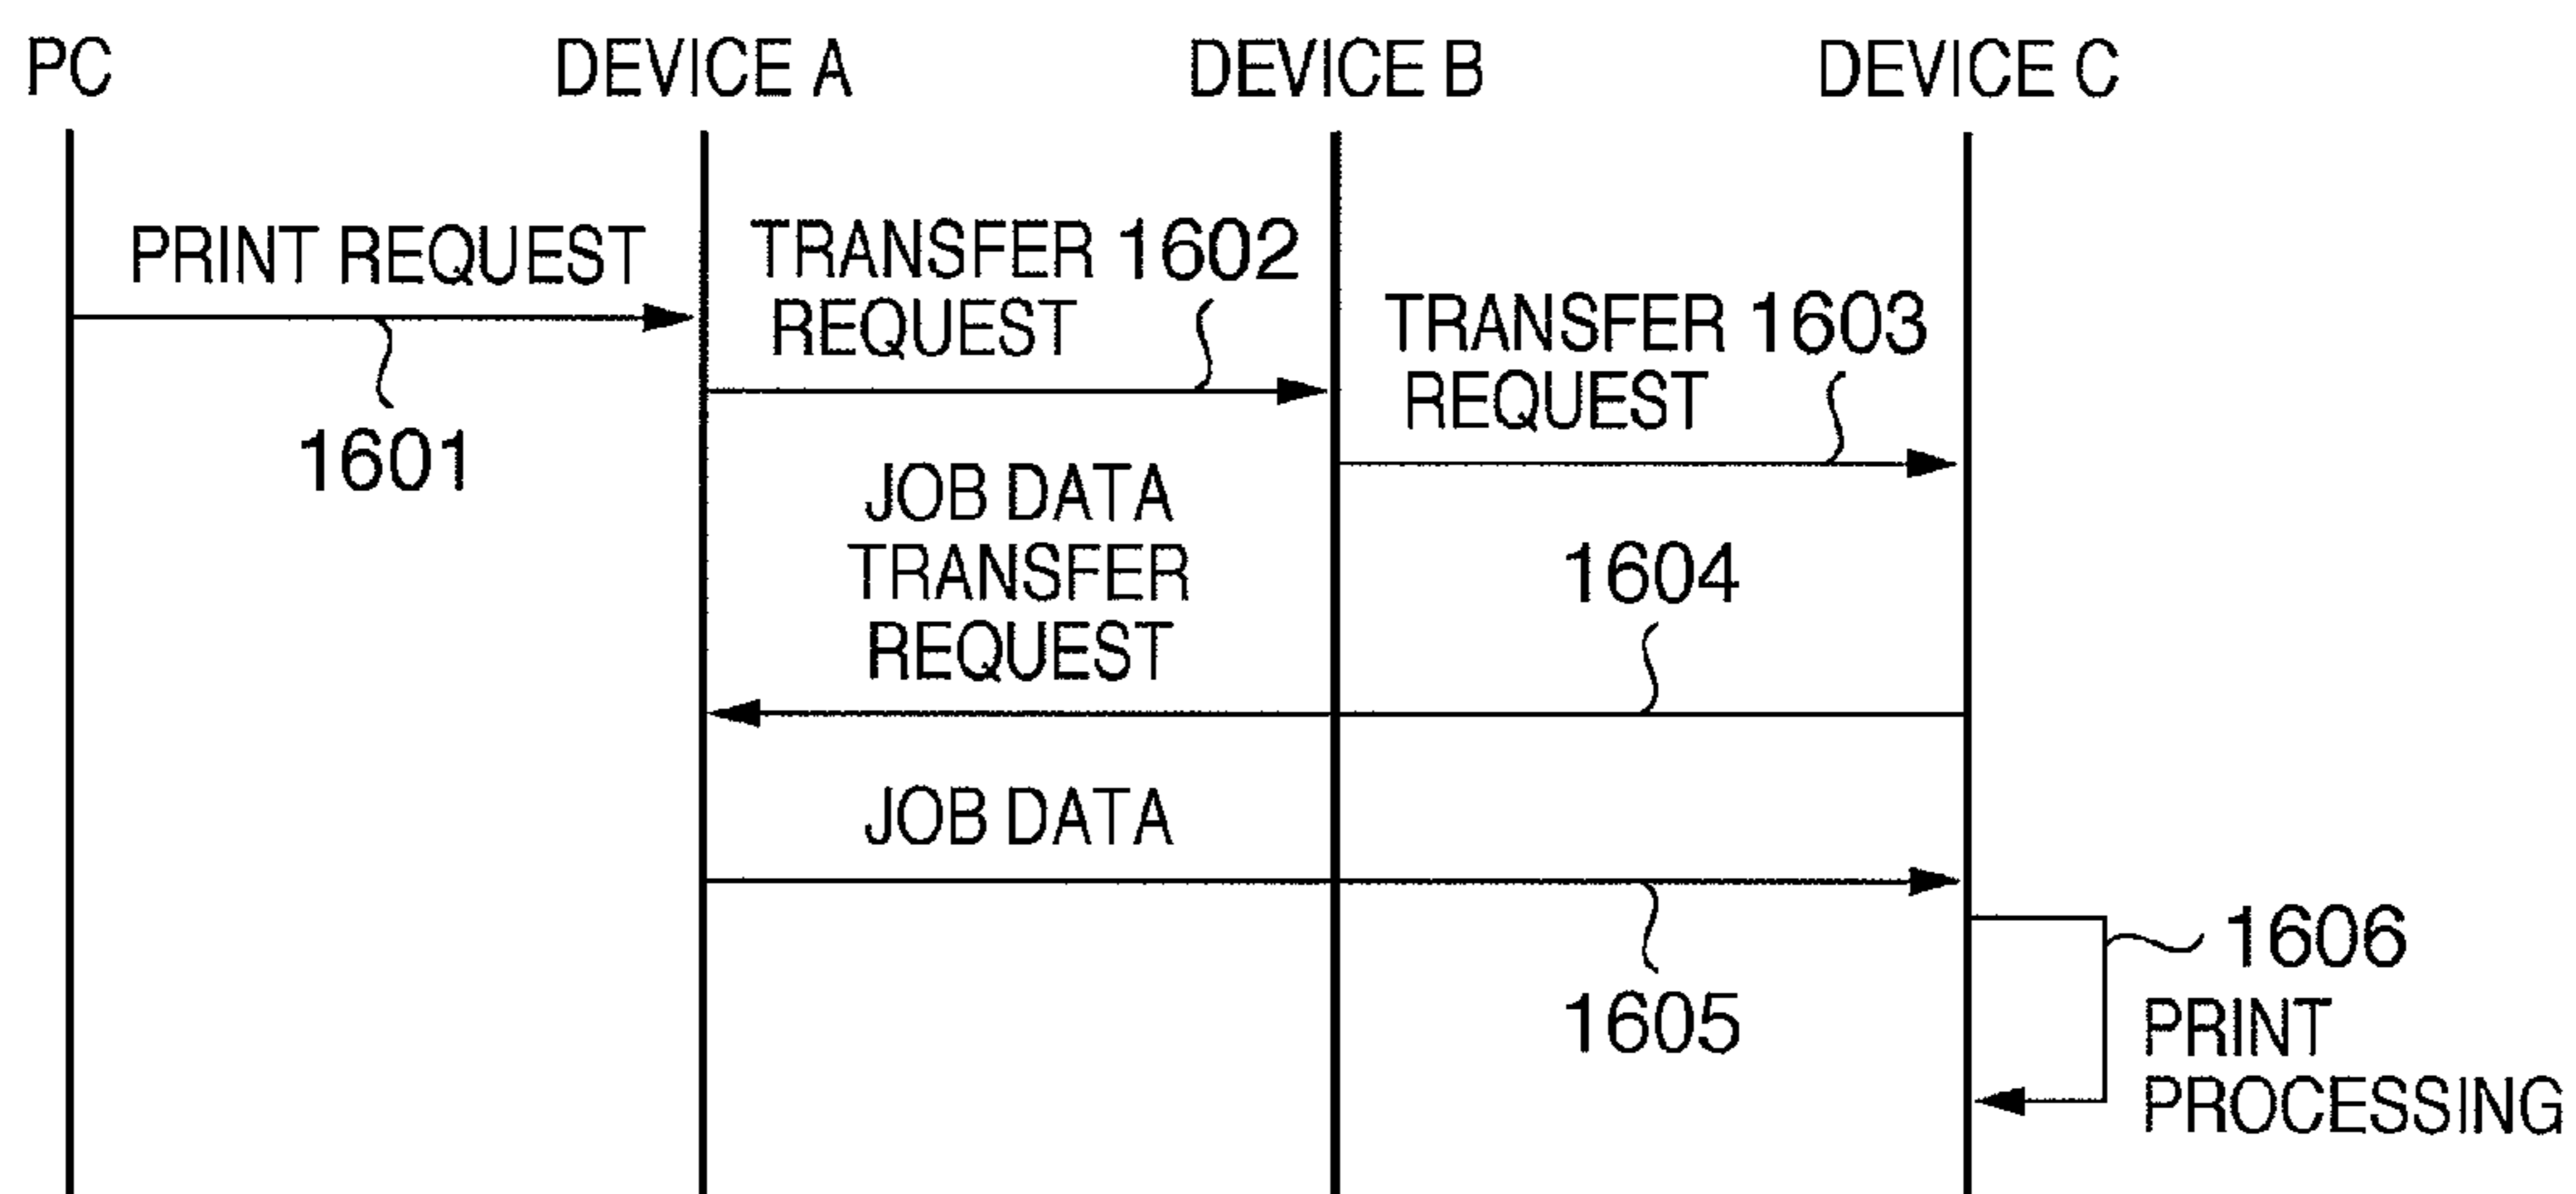 PC
DEVICE A
DEVICE B
DEVICE C
PRINT REQUEST
1601
TRANSFER
REQUEST
1602
TRANSFER
REQUEST
1603
JOB DATA
TRANSFER
REQUEST
1604
JOB DATA
1605
1606
PRINT
PROCESSING